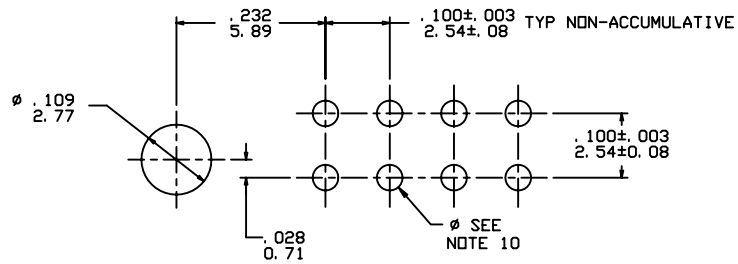 .232
5.89
.100±.003 TYP NON-ACCUMULATIVE
2.54±.08
ø .109
2.77
.100±.003
2.54±0.08
.028
0.71
ø SEE
NOTE 10